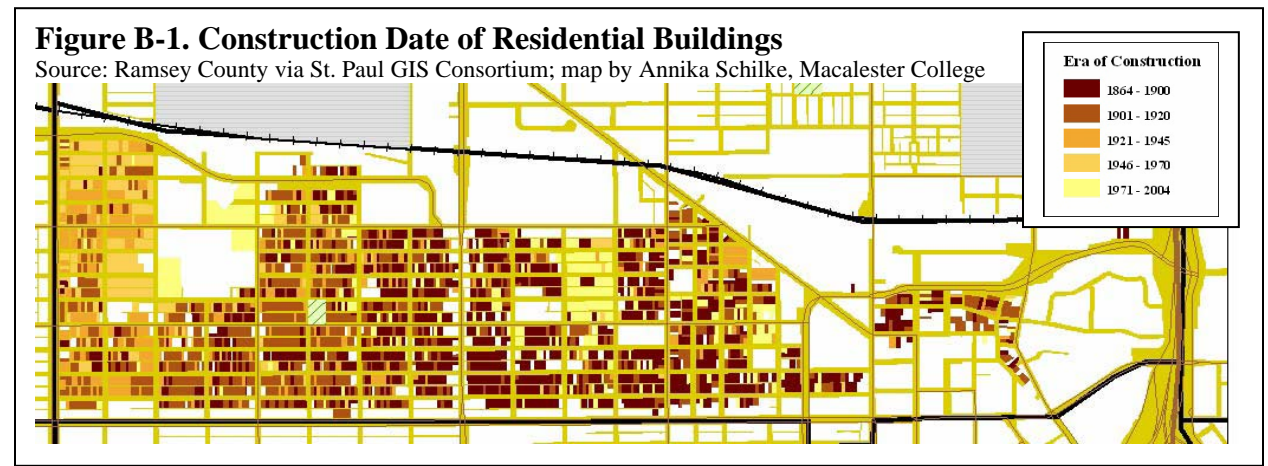 Figure B-1. Construction Date of Residential Buildings
Source: Ramsey County via St. Paul GIS Consortium; map by Annika Schilke, Macalester College
Era of Construction
1864 - 1900
1901 - 1920
1921 - 1945
1946 - 1970
1971 - 2004